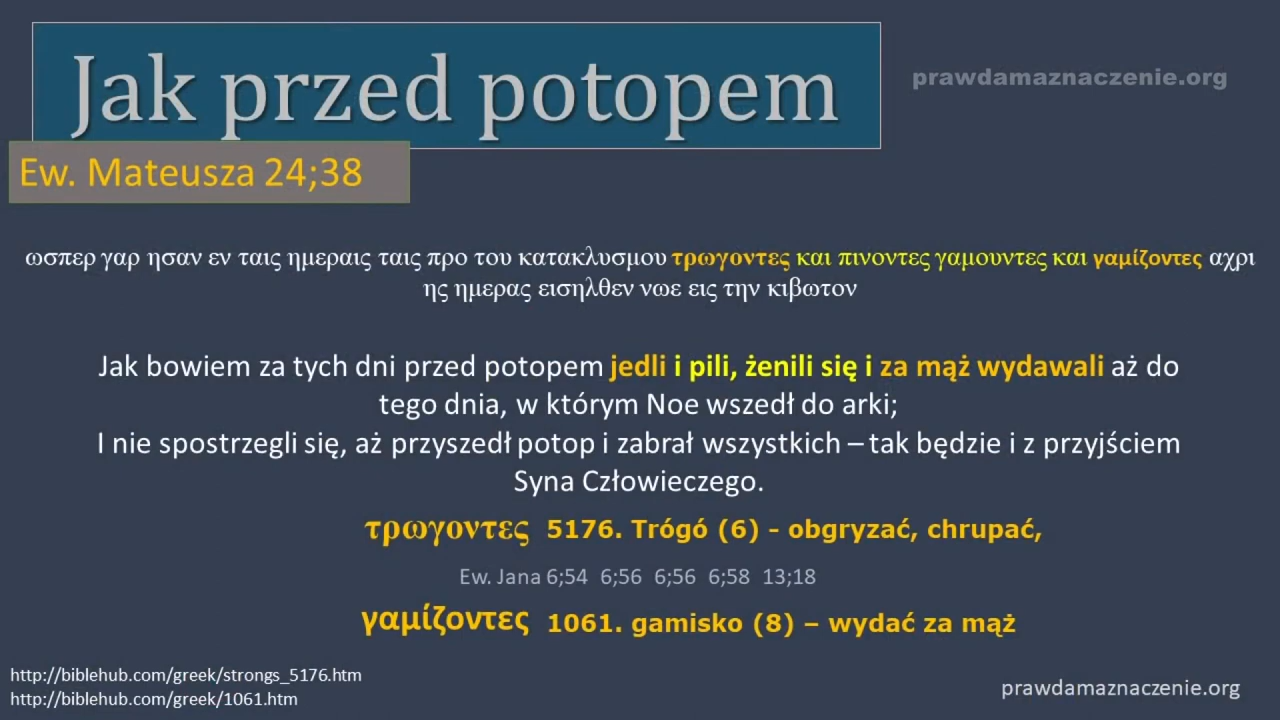 Jak przed potopem
prawdamaznaczenie.org
Ew. Mateusza 24;38
ωσπερ γαρ ησαν εν ταις ημεραις ταις προ του κατακλυσμου τρωγοντες και πινοντες γαμουντες και γαμίζοντες αχρι
ης ημερας εισηλθεν νωε εις την κιβωτον
Jak bowiem za tych dni przed potopem jedli i pili, żenili się i za mąż wydawali aż do
tego dnia, w którym Noe wszedł do arki;
I nie spostrzegli się, aż przyszedł potop i zabrał wszystkich – tak będzie i z przyjściem
Syna Człowieczego.
τρωγοντες 5176. Trógó (6) - obgryzać, chrupać,
Ew. Jana 6;54 6;56 6;56 6;58 13;18
γαμίζοντες 1061. gamisko (8) – wydać za mąż
http://biblehub.com/greek/strongs_5176.htm
http://biblehub.com/greek/1061.htm
prawdamaznaczenie.org